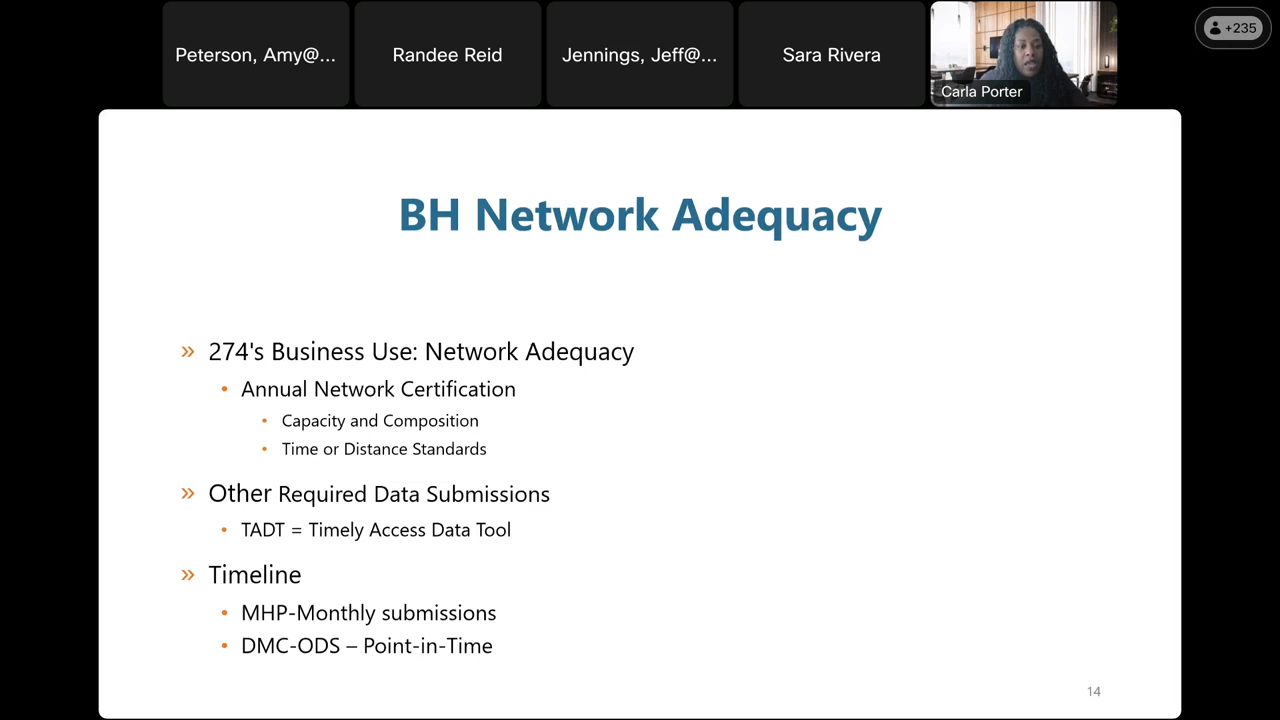 Peterson, Amy@...
Randee Reid
Jennings, Jeff@...
Sara Rivera
Carla Porter
+235
BH Network Adequacy
» 274's Business Use: Network Adequacy
• Annual Network Certification
• Capacity and Composition
• Time or Distance Standards
» Other Required Data Submissions
• TADT = Timely Access Data Tool
» Timeline
• MHP-Monthly submissions
• DMC-ODS – Point-in-Time
14